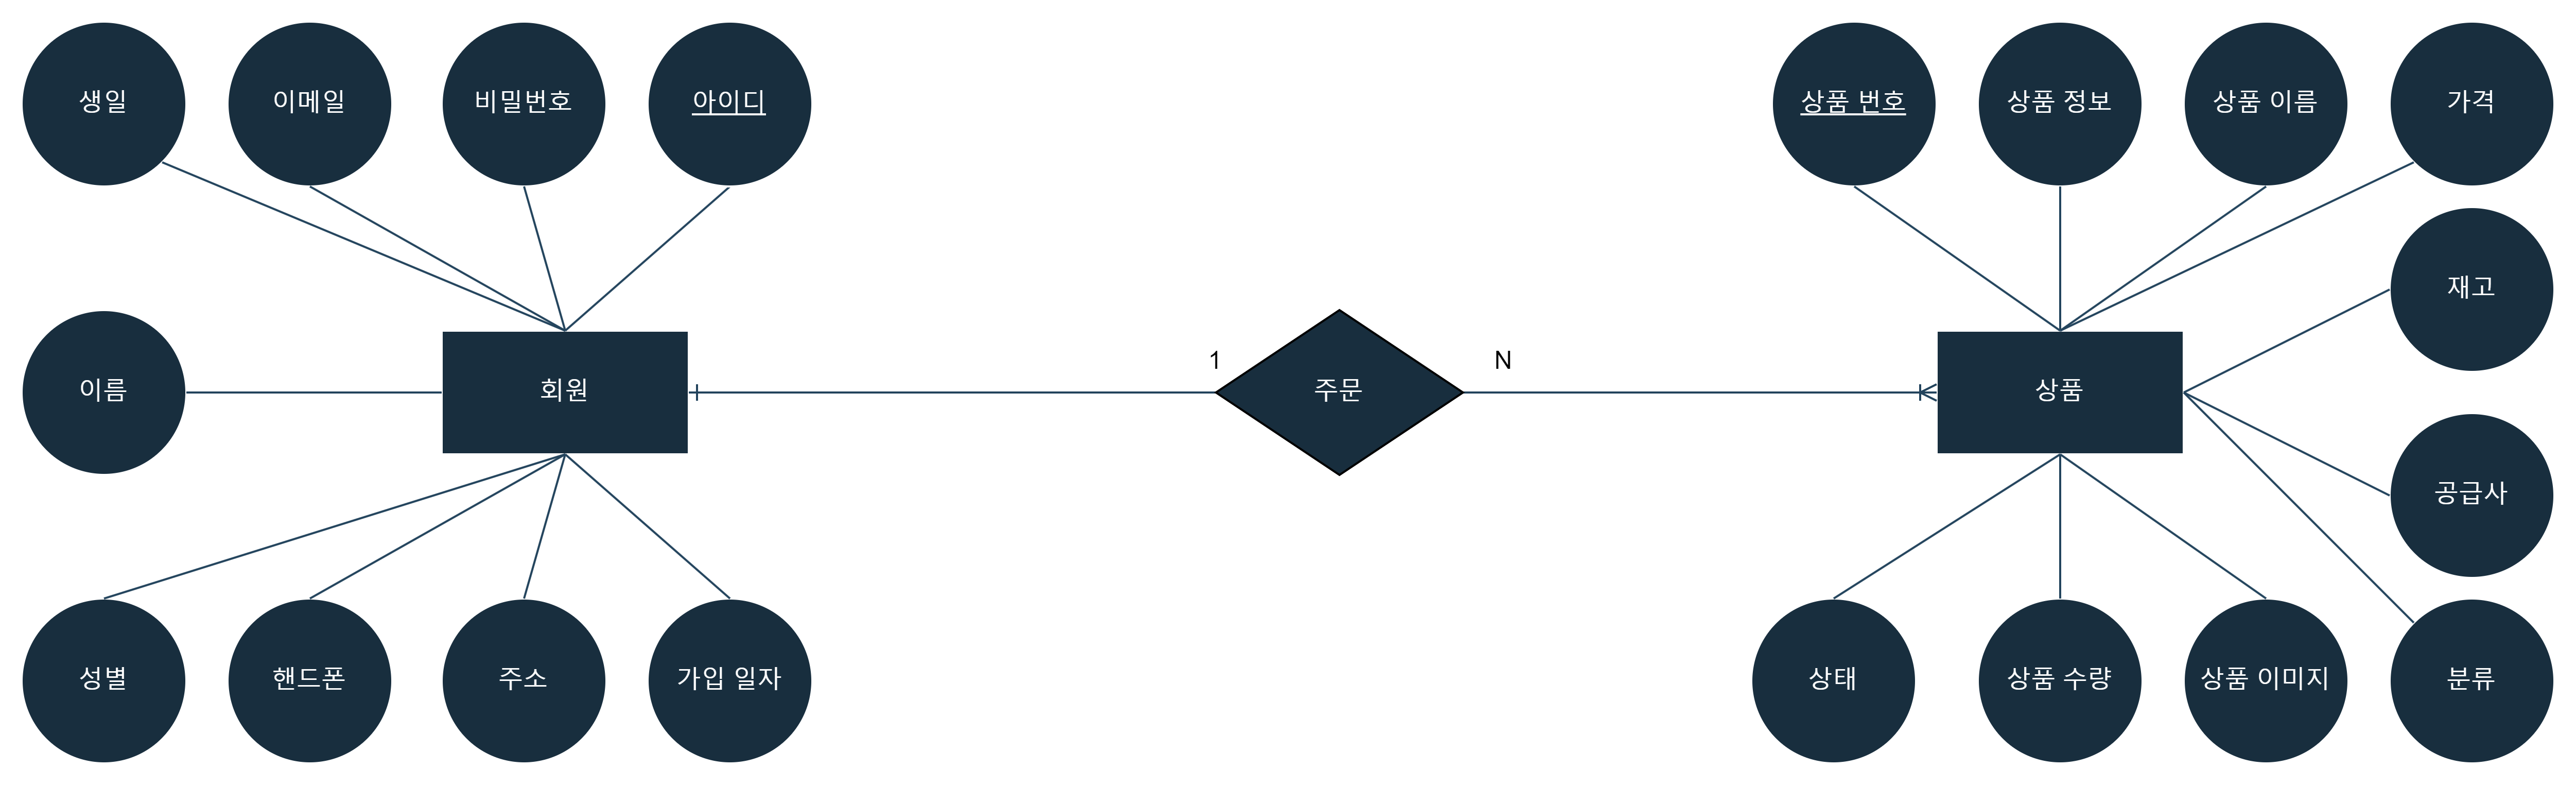 생일
이메일
비밀번호
아이디
상품 번호
상품 정보
상품 이름
가격
재고
1
N
이름
회원
주문
상품
공급사
성별
핸드폰
주소
가입 일자
상태
상품 수량
상품 이미지
분류